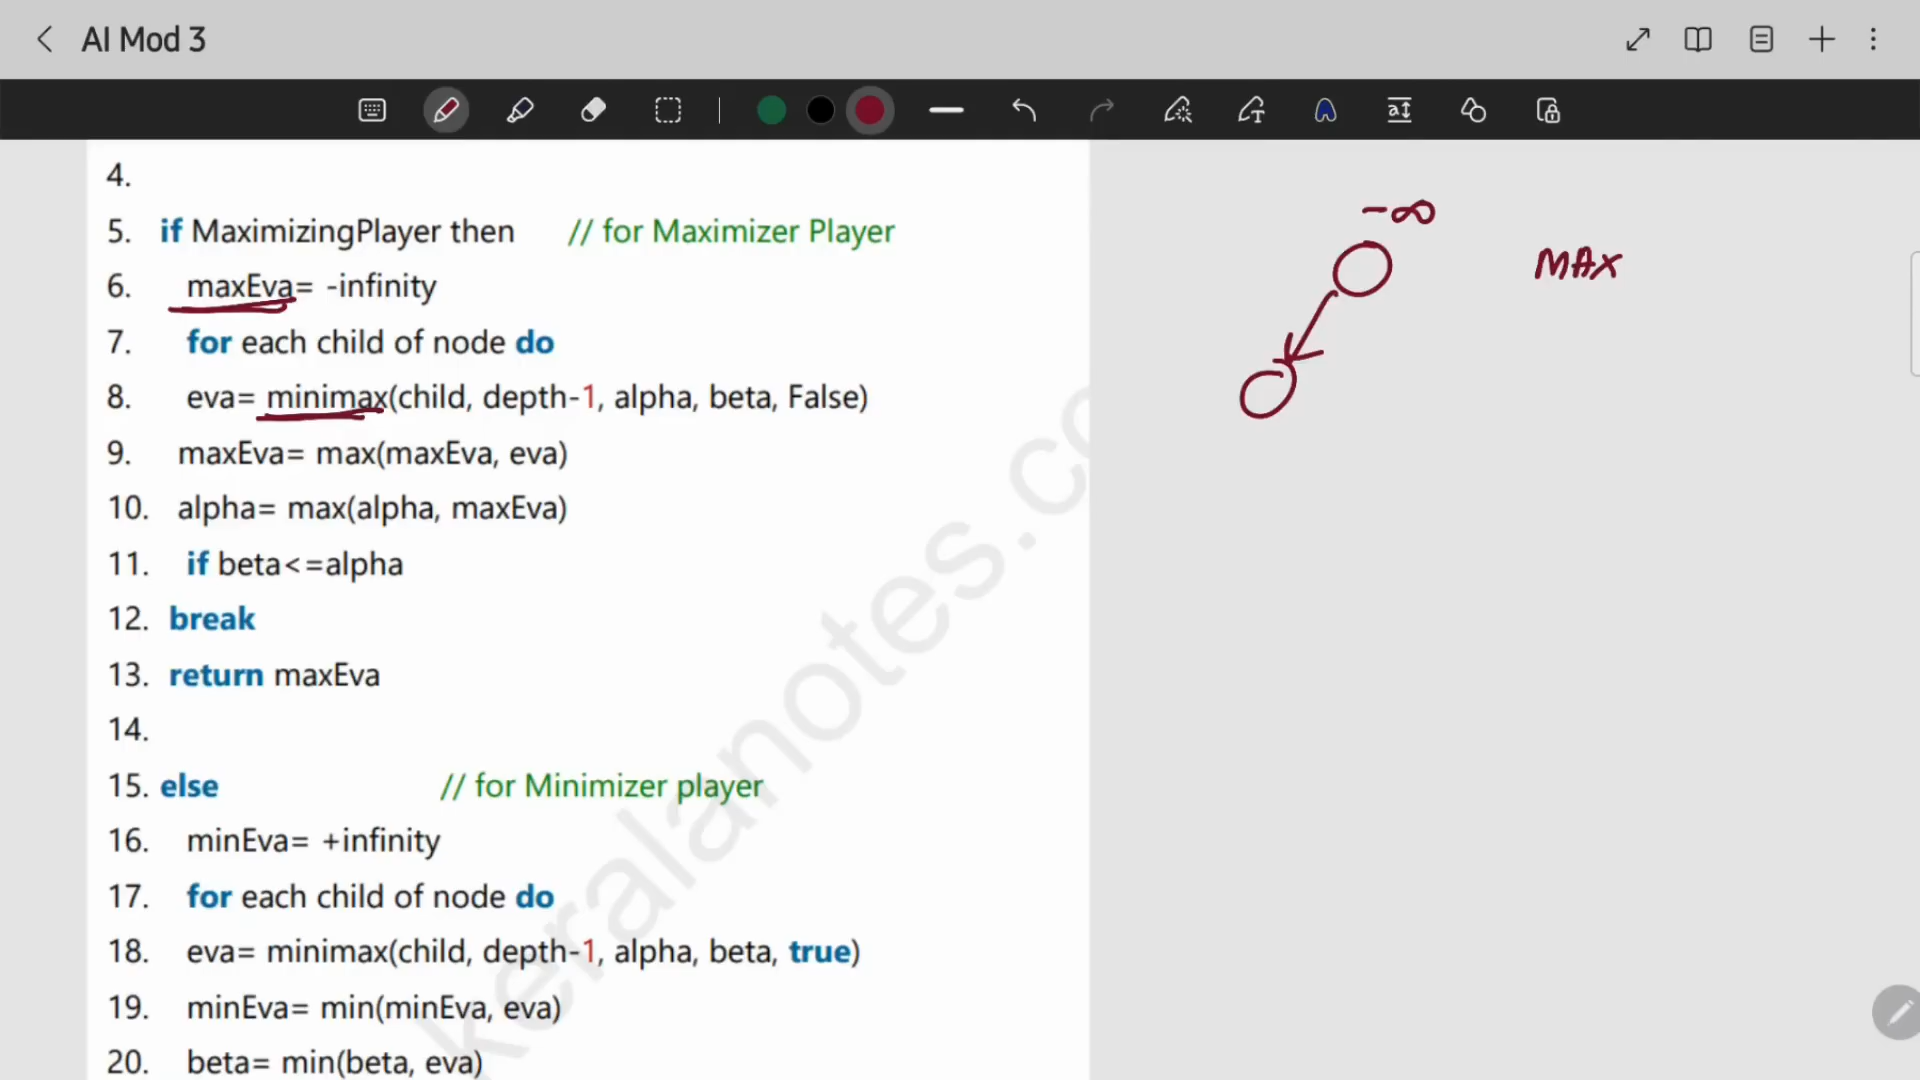 AI Mod 3
4.
5. if MaximizingPlayer then // for Maximizer Player
6. maxEva= -infinity
7. for each child of node do
8. eva= minimax(child, depth-1, alpha, beta, False)
9. maxEva= max(maxEva, eva)
10. alpha= max(alpha, maxEva)
11. if beta<=alpha
12. break
13. return maxEva
14.
15. else // for Minimizer player
16. minEva= +infinity
17. for each child of node do
18. eva= minimax(child, depth-1, alpha, beta, true)
19. minEva= min(minEva, eva)
20. beta= min(beta, eva)
-∞
MAX
keralanotes.co